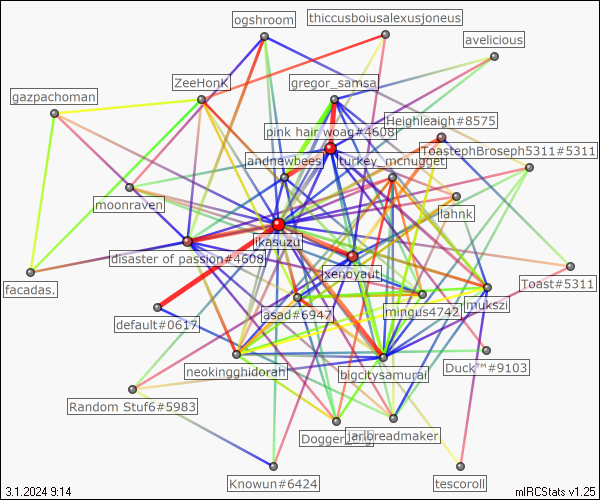 ogshroom
thiccusboiusalexusjoneus
avelicious
ZeeHonK
gregor_samsa
gazpachoman
Heighleaigh#8575
pink hair woag#4608
ToastephBroseph5311#5311
andnewbees
turkey_mcnugget
moonraven
lahnk
jkasuzu
disaster of passion#4608
xenoyaut
facadas.
Toast#5311
mukszi
asad#6947
mingus4742
default#0617
neokingghidorah
bigcitysamurai
Duck™#9103
Random Stuf6#5983
jarlbreadmaker
Knowun#6424
tescoroll
3.1.2024 9:14
mIRCStats v1.25